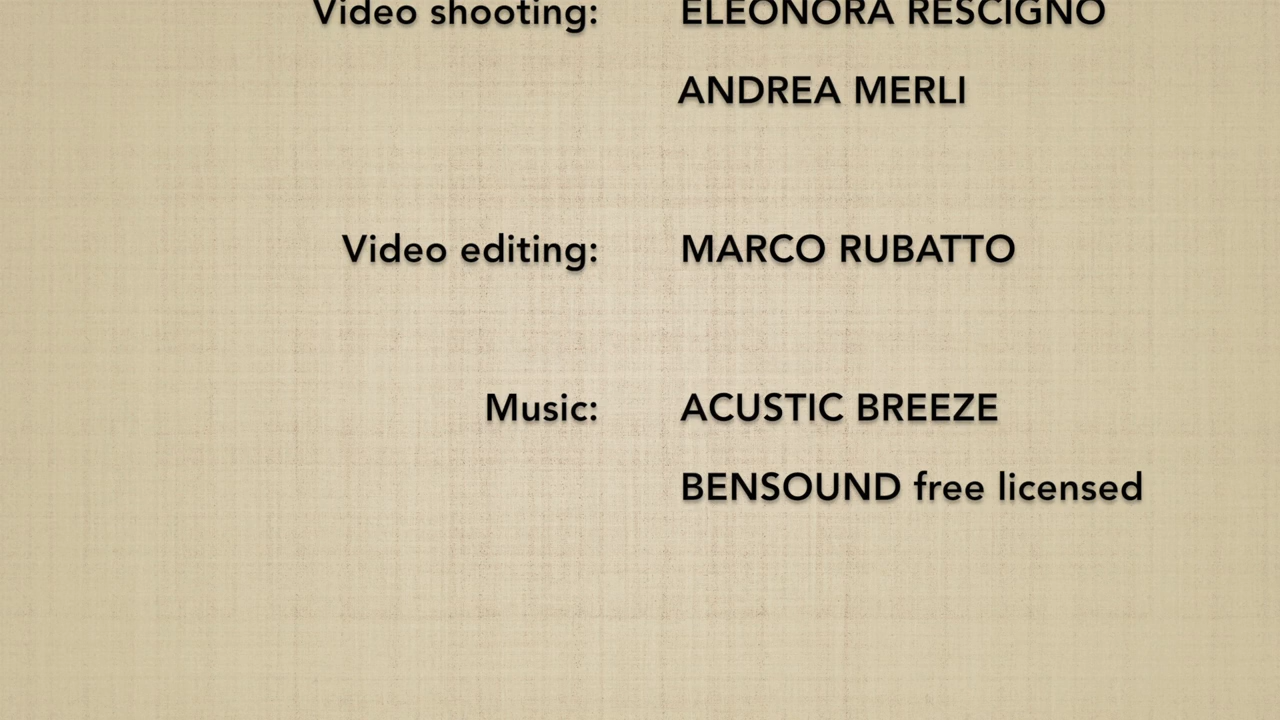 Video shooting: ELEONORA RESCIGNO
ANDREA MERLI
Video editing: MARCO RUBATTO
Music: ACUSTIC BREEZE
BENSOUND free licensed